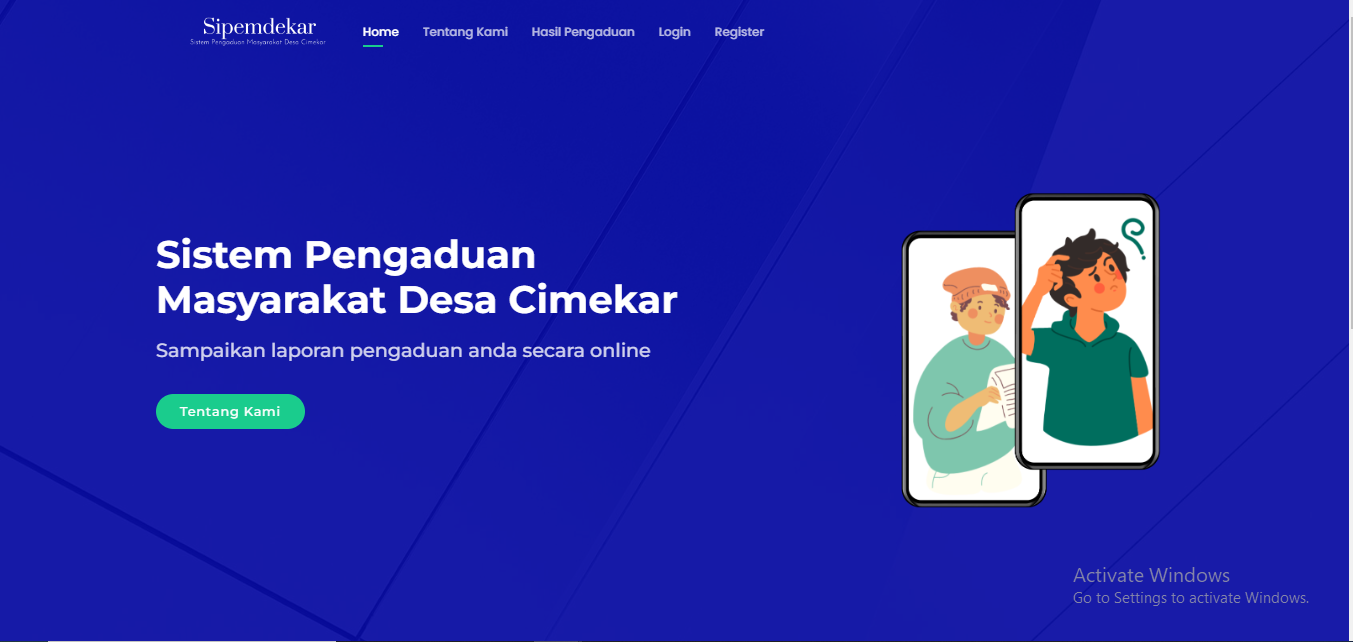 Sipemdekar
Sistem Pengaduan Masyarakat Desa Cimekar
Home
Tentang Kami
Hasil Pengaduan
Login
Register
Sistem Pengaduan
Masyarakat Desa Cimekar
Sampaikan laporan pengaduan anda secara online
Tentang Kami
Activate Windows
Go to Settings to activate Windows.